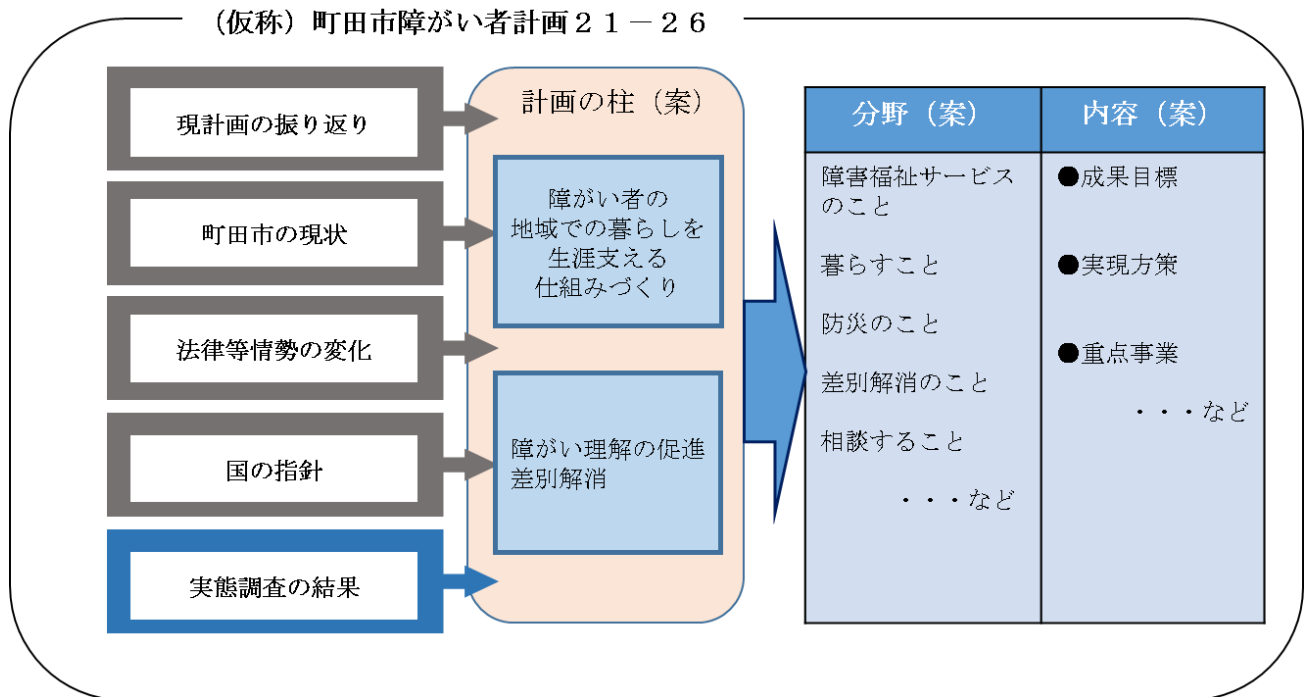 （仮称）町田市障がい者計画２１－２６
現計画の振り返り
町田市の現状
法律等情勢の変化
国の指針
実態調査の結果
計画の柱（案）
障がい者の
地域での暮らしを
生涯支える
仕組みづくり
障がい理解の促進
差別解消
分野（案）
障害福祉サービス
のこと
暮らすこと
防災のこと
差別解消のこと
相談すること
・・・など
内容（案）
●成果目標
●実現方策
●重点事業
・・・など